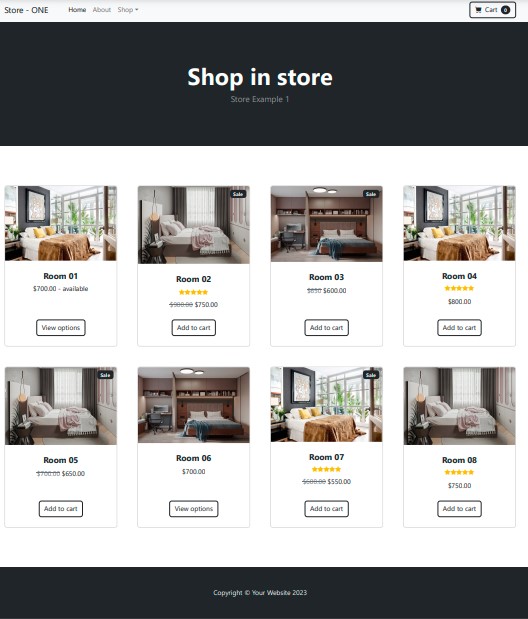 Store - ONE Home About Shop Cart 0
Shop in store
Store Example 1
Sale Sale
Room 01 Room 02 Room 03 Room 04
$700.00 - available $900.00 $750.00 $650 $600.00 $800.00
View options Add to cart Add to cart Add to cart
Sale Sale
Room 05 Room 06 Room 07 Room 08
$700.00 $650.00 $700.00 $600.00 $550.00 $750.00
Add to cart View options Add to cart Add to cart
Copyright © Your Website 2023